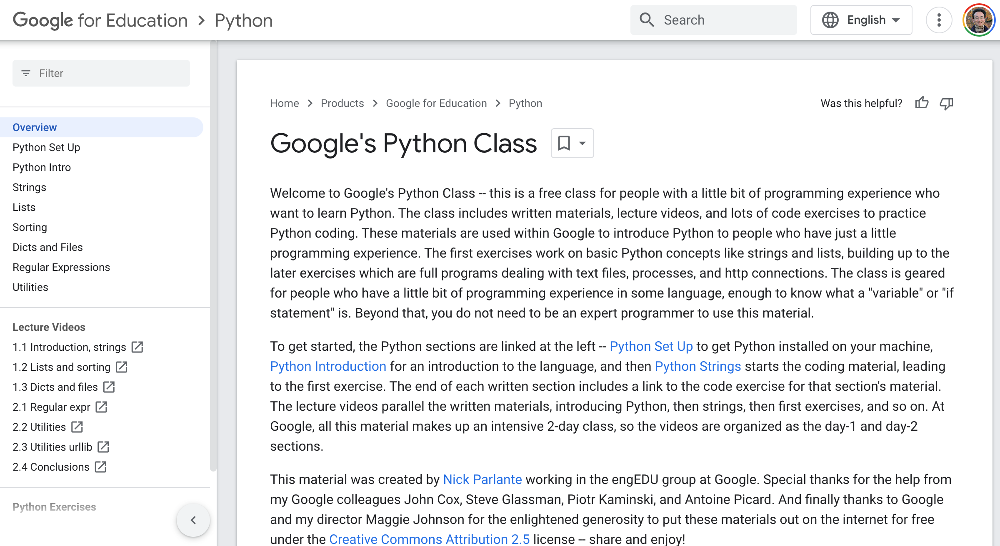 Google for Education > Python
Search
English
Filter
Overview
Python Set Up
Python Intro
Strings
Lists
Sorting
Dicts and Files
Regular Expressions
Utilities
Lecture Videos
1.1 Introduction, strings
1.2 Lists and sorting
1.3 Dicts and files
2.1 Regular expr
2.2 Utilities
2.3 Utilities urllib
2.4 Conclusions
Python Exercises
Home > Products > Google for Education > Python
Was this helpful?
Google's Python Class
Welcome to Google's Python Class -- this is a free class for people with a little bit of programming experience who
want to learn Python. The class includes written materials, lecture videos, and lots of code exercises to practice
Python coding. These materials are used within Google to introduce Python to people who have just a little
programming experience. The first exercises work on basic Python concepts like strings and lists, building up to the
later exercises which are full programs dealing with text files, processes, and http connections. The class is geared
for people who have a little bit of programming experience in some language, enough to know what a "variable" or "if
statement" is. Beyond that, you do not need to be an expert programmer to use this material.
To get started, the Python sections are linked at the left -- Python Set Up to get Python installed on your machine,
Python Introduction for an introduction to the language, and then Python Strings starts the coding material, leading
to the first exercise. The end of each written section includes a link to the code exercise for that section's material.
The lecture videos parallel the written materials, introducing Python, then strings, then first exercises, and so on. At
Google, all this material makes up an intensive 2-day class, so the videos are organized as the day-1 and day-2
sections.
This material was created by Nick Parlante working in the engEDU group at Google. Special thanks for the help from
my Google colleagues John Cox, Steve Glassman, Piotr Kaminski, and Antoine Picard. And finally thanks to Google
and my director Maggie Johnson for the enlightened generosity to put these materials out on the internet for free
under the Creative Commons Attribution 2.5 license -- share and enjoy!